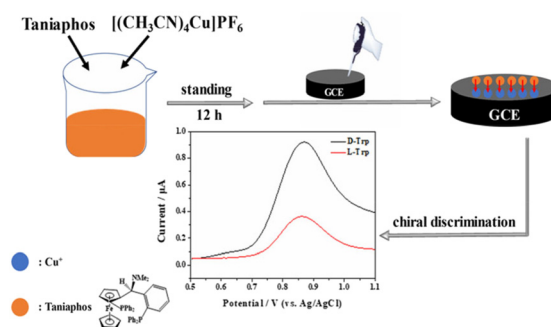 Taniaphos [(CH3CN)4Cu]PF6
standing
12 h
GCE
GCE
chiral discrimination
Current / μA
1.0
0.8
0.6
0.4
0.2
0.0
D-Trp
L-Trp
0.5 0.6 0.7 0.8 0.9 1.0 1.1
Potential / V (vs. Ag/AgCl)
: Cu+
: Taniaphos
H
NMe2
Fe
PPh2
Ph2P